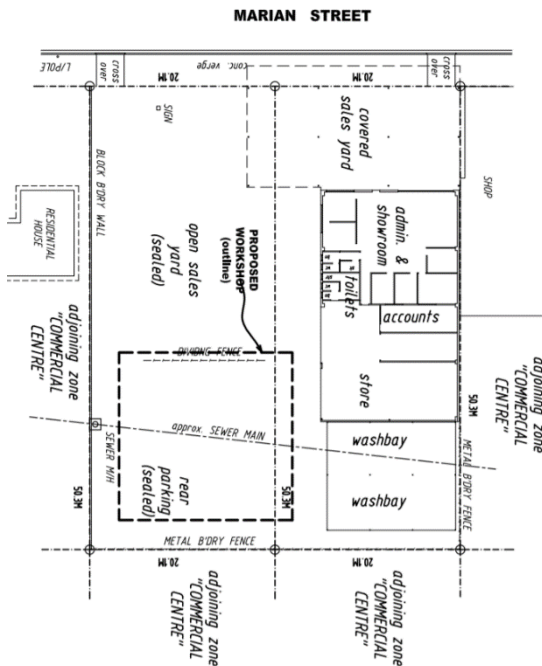 MARIAN STREET
L/POLE
cross
over
20.1M
conc. verge
20.1M
cross
over
SIGN
covered
sales yard
SHOP
BLOCK B'DRY WALL
RESIDENTIAL
HOUSE
open sales
yard
(sealed)
PROPOSED
WORKSHOP
(outline)
admin. &
showroom
toilets
accounts
adjoining zone
"COMMERCIAL
CENTRE"
DIVIDNG FENCE
store
adjoining zone
"COMMERCIAL
CENTRE"
50.3M
approx. SEWER MAIN
SEWER M/H
washbay
METAL B'DRY FENCE
rear
parking
(sealed)
50.3M
50.3M
washbay
METAL B'DRY FENCE
20.1M
20.1M
adjoining zone
"COMMERCIAL
CENTRE"
adjoining zone
"COMMERCIAL
CENTRE"